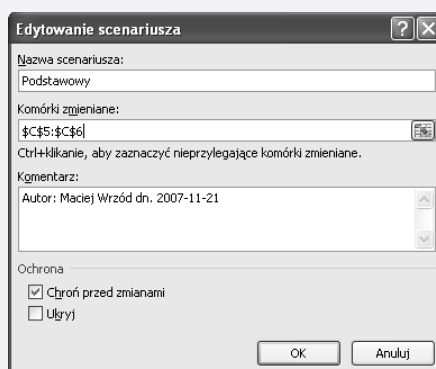 Edytowanie scenariusza
Nazwa scenariusza:
Podstawowy
Komórki zmieniane:
$C$5:$C$6
Ctrl+klikanie, aby zaznaczyć nieprzylegające komórki zmieniane.
Komentarz:
Autor: Maciej Wrzód dn. 2007-11-21
Ochrona
Chroń przed zmianami
Ukryj
OK Anuluj